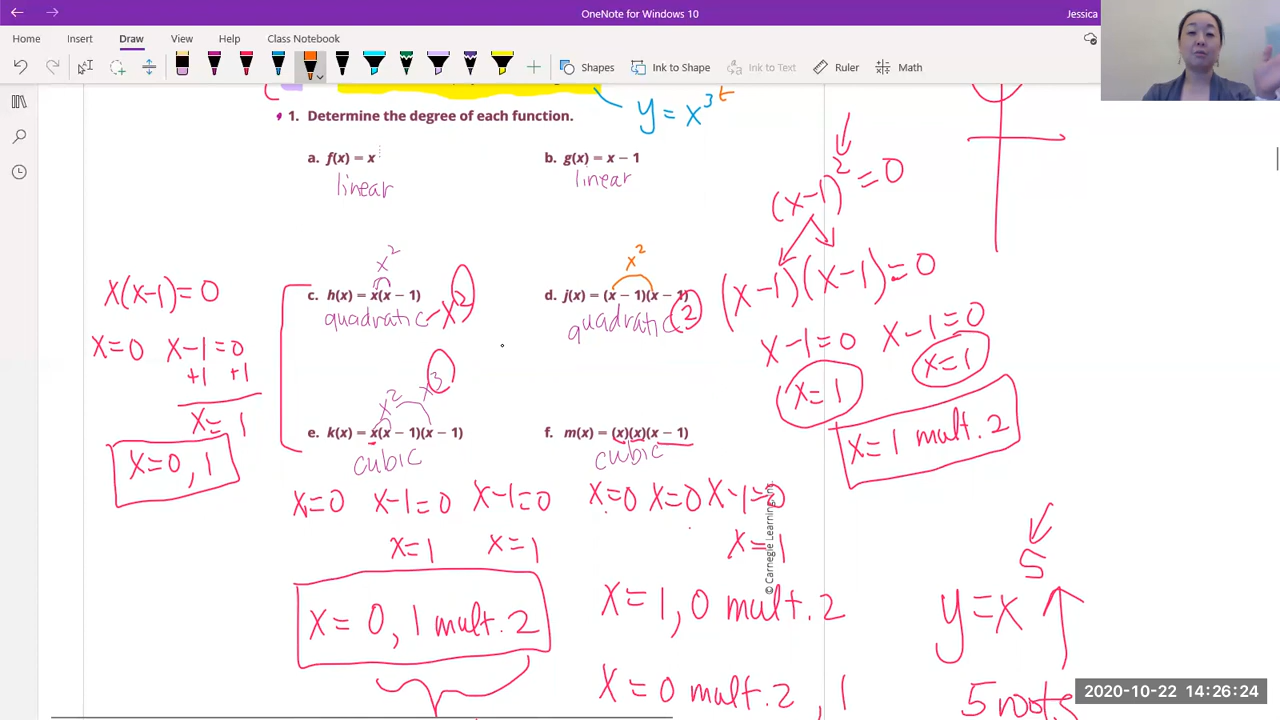 OneNote for Windows 10
Jessica
Home Insert Draw View Help Class Notebook
Shapes Ink to Shape Ink to Text Ruler Math
y = x³
1. Determine the degree of each function.
a. f(x) = x
b. g(x) = x − 1
linear
linear
(x-1)² = 0
x²
x²
c. h(x) = x(x − 1)
d. j(x) = (x − 1)(x − 1)
quadratic x²
quadratic 2
x(x-1) = 0
x=0 x-1=0
+1 +1
x= 1
x=0, 1
(x-1)(x-1)=0
x-1=0 x-1=0
x=1 x=1
x=1 mult. 2
x² x³
e. k(x) = x(x − 1)(x − 1)
f. m(x) = (x)(x)(x − 1)
cubic
cubic
x=0 x-1=0 x-1=0
x=1 x=1
x= 0, 1 mult. 2
x=0 x=0 x-1=0
x=1
x= 1, 0 mult. 2
x= 0 mult. 2, 1
© Carnegie Learning
y=x⁵
5 roots
2020-10-22 14:26:24